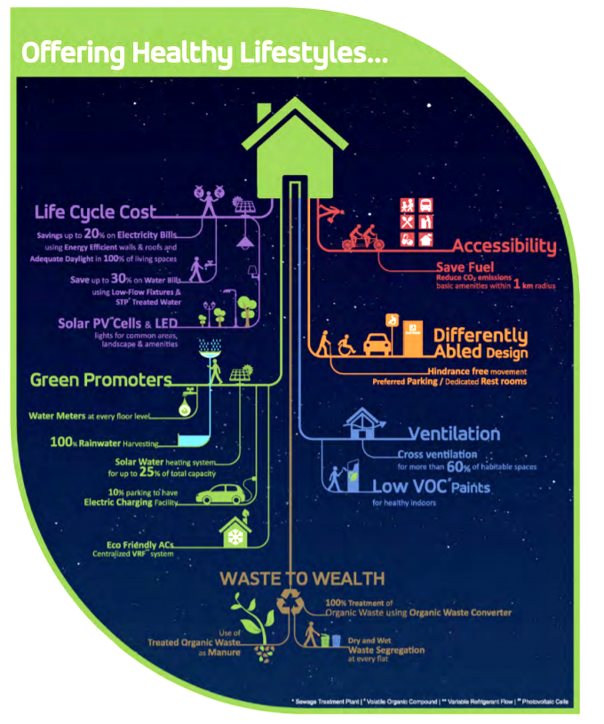 Offering Healthy Lifestyles...
Life Cycle Cost
Savings up to 20% on Electricity Bills
using Energy Efficient walls & roofs and
Adequate Daylight in 100% of living spaces
Save up to 30% on Water Bills
using Low-Flow Fixtures &
STP* Treated Water
Solar PV** Cells & LED
lights for common areas,
landscape & amenities
Green Promoters
Water Meters at every floor level
100% Rainwater Harvesting
Solar Water heating system
for up to 25% of total capacity
10% parking to have
Electric Charging Facility
Eco Friendly ACs
Centralized VRF** system
Accessibility
Save Fuel
Reduce CO₂ emissions
basic amenities within 1 km radius
Differently
Abled Design
Hindrance free movement
Preferred Parking / Dedicated Rest rooms
Ventilation
Cross ventilation
for more than 60% of habitable spaces
Low VOC# Paints
for healthy indoors
WASTE TO WEALTH
100% Treatment of
Organic Waste using Organic Waste Converter
Use of
Treated Organic Waste
as Manure
Dry and Wet
Waste Segregation
at every flat
* Sewage Treatment Plant | # Volatile Organic Compound | ** Variable Refrigerant Flow | ## Photovoltaic Cells